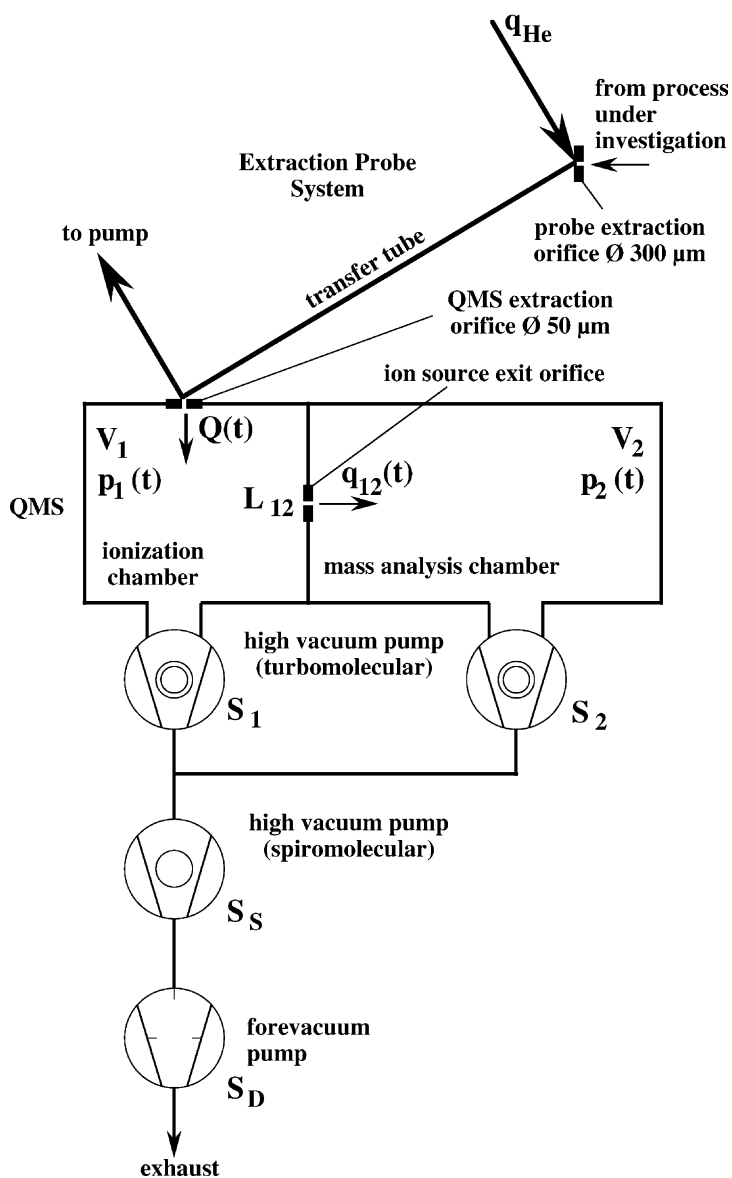 q_He
from process
under
investigation
Extraction Probe
System
probe extraction
orifice Ø 300 µm
to pump
transfer tube
QMS extraction
orifice Ø 50 µm
ion source exit orifice
Q(t)
V_1
V_2
p_1 (t)
q_12(t)
p_2 (t)
QMS
L_12
ionization
chamber
mass analysis chamber
high vacuum pump
(turbomolecular)
S_1
S_2
high vacuum pump
(spiromolecular)
S_S
forevacuum
pump
S_D
exhaust